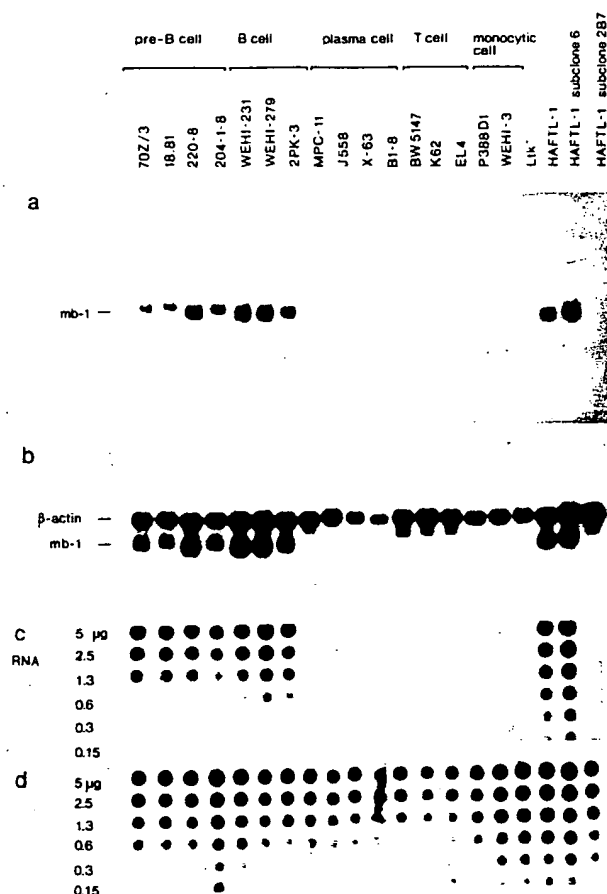 pre-B cell B cell plasma cell T cell monocytic cell
70Z/3
18.81
220-8
204-1-8
WEHI-231
WEHI-279
2PK-3
MPC-11
J558
X-63
B1-8
BW5147
K62
EL4
P388D1
WEHI-3
Ltk-
HAFTL-1
HAFTL-1 subclone 6
HAFTL-1 subclone 2B7
a
mb-1
b
β-actin
mb-1
C
RNA
5 µg
2.5
1.3
0.6
0.3
0.15
d
5 µg
2.5
1.3
0.6
0.3
0.15